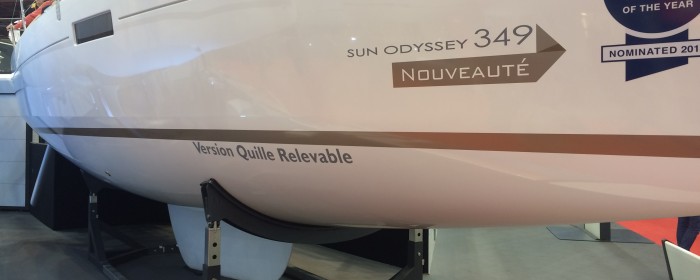 OF THE YEAR
NOMINATED 201
SUN ODYSSEY 349
NOUVEAUTÉ
Version Quille Relevable